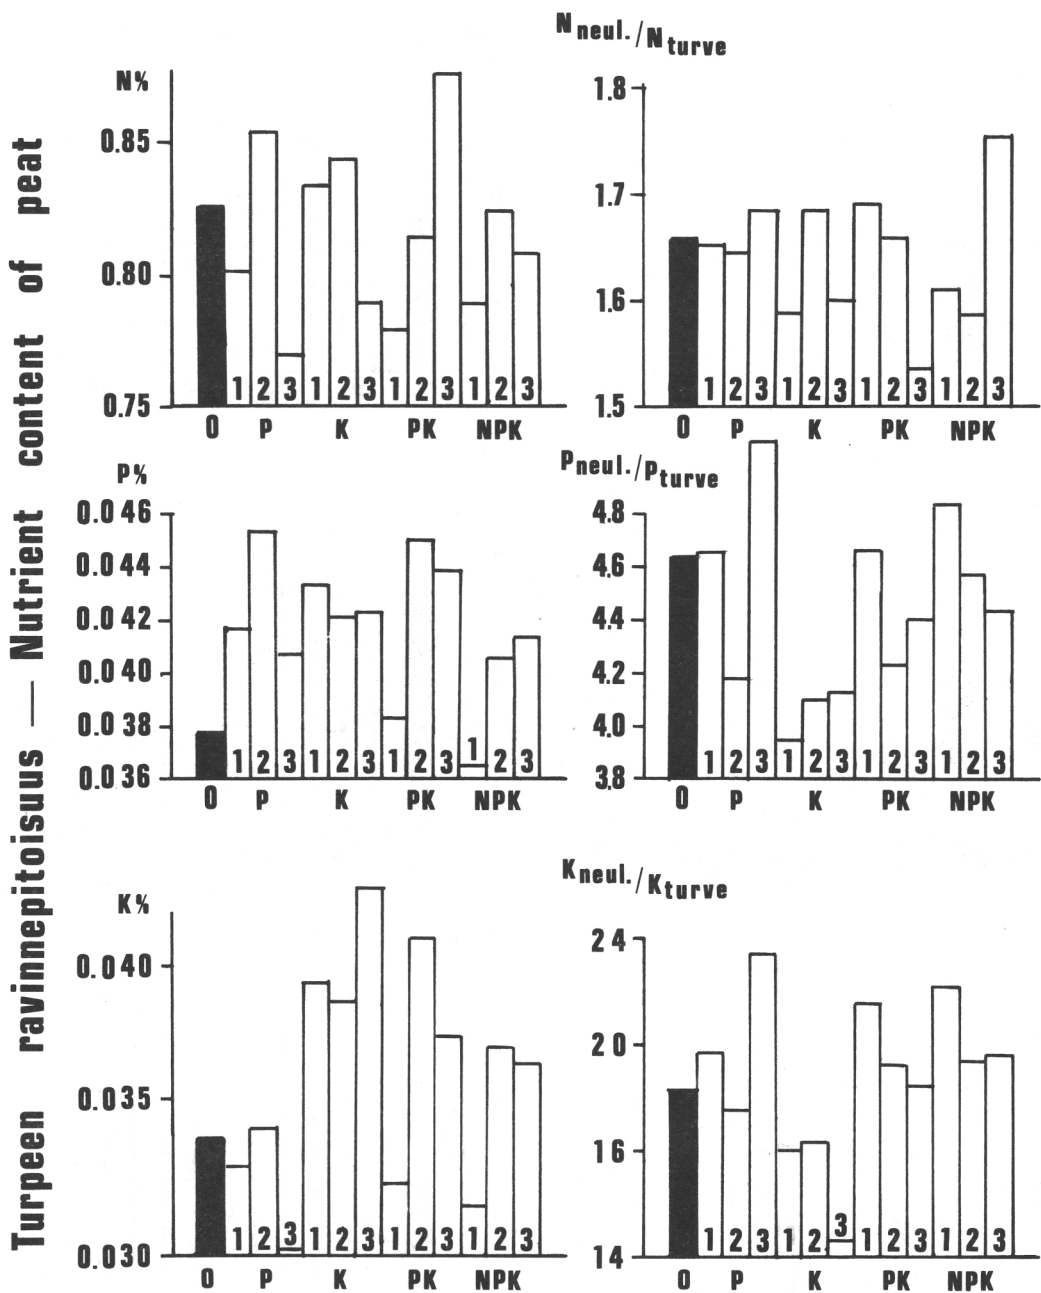 Turpeen ravinnepitoisuus — Nutrient content of peat
N%
0.85
0.80
0.75
1 2 3 1 2 3 1 2 3 1 2 3
O P K PK NPK
Nneul./Nturve
1.8
1.7
1.6
1.5
1 2 3 1 2 3 1 2 3 1 2 3
O P K PK NPK
P%
0.046
0.044
0.042
0.040
0.038
0.036
1 2 3 1 2 3 1 2 3 1 2 3
O P K PK NPK
Pneul./Pturve
4.8
4.6
4.4
4.2
4.0
3.8
1 2 3 1 2 3 1 2 3 1 2 3
O P K PK NPK
K%
0.040
0.035
0.030
1 2 3 1 2 3 1 2 3 1 2 3
O P K PK NPK
Kneul./Kturve
24
20
16
14
1 2 3 1 2 3 1 2 3 1 2 3
O P K PK NPK